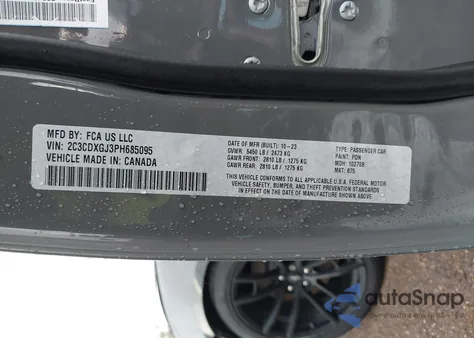 MFD BY: FCA US LLC
VIN: 2C3CDXGJ3PH685095
VEHICLE MADE IN: CANADA
DATE OF MFR (BUILT): 10-23
GVWR: 5450 LB / 2473 KG
GAWR FRONT: 2810 LB / 1275 KG
GAWR REAR: 2810 LB / 1275 KG
TYPE: PASSENGER CAR
PAINT: PDN
MDH: 102709
MKT: 875
THIS VEHICLE CONFORMS TO ALL APPLICABLE U.S.A. FEDERAL MOTOR
VEHICLE SAFETY, BUMPER, AND THEFT PREVENTION STANDARDS
IN EFFECT ON THE DATE OF MANUFACTURE SHOWN ABOVE.
autoSnap